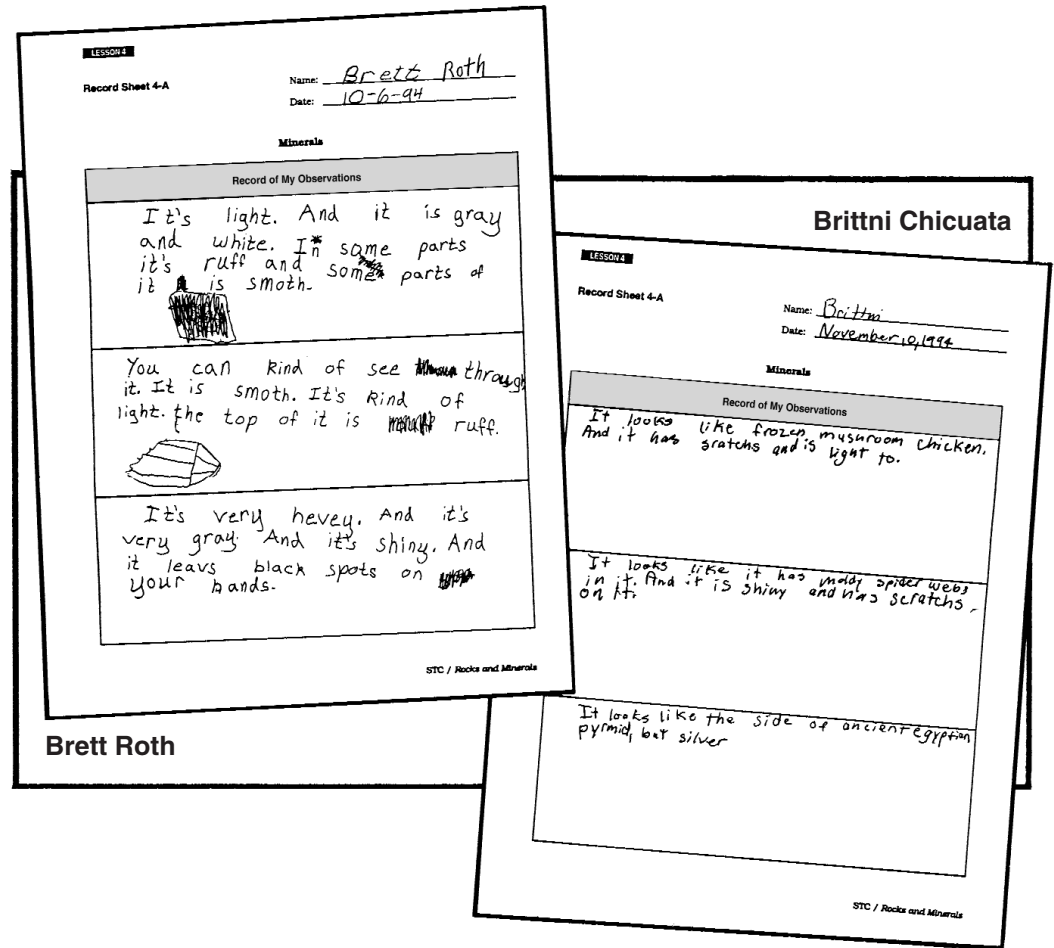 LESSON 4
Record Sheet 4-A
Name: Brett Roth
Date: 10-6-94
Minerals
Record of My Observations
It's light. And it is gray
and white. In some parts
it's ruff and some parts of
it is smoth.
You can kind of see through
it. It is smoth. It's kind of
light. the top of it is ruff.
It's very hevey. And it's
very gray. And it's shiny. And
it leavs black spots on
your hands.
STC / Rocks and Minerals
Brett Roth
Brittni Chicuata
LESSON 4
Record Sheet 4-A
Name: Brittni
Date: November 10, 1994
Minerals
Record of My Observations
It looks like frozen mushroom chicken.
And it has sratchs and is light to.
It looks like it has moldy spider webs
in it. And it is shiny and has scratchs
on it.
It looks like the side of ancient egyption
pyrmid, but silver
STC / Rocks and Minerals